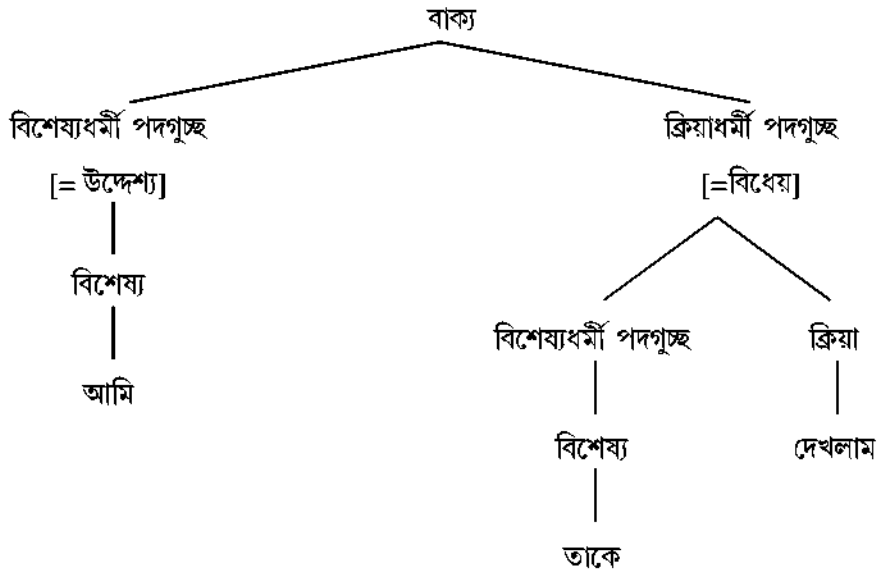 বাক্য
বিশেষ্যধর্মী পদগুচ্ছ ক্রিয়াধর্মী পদগুচ্ছ
[= উদ্দেশ্য] [=বিধেয়]
বিশেষ্য
বিশেষ্যধর্মী পদগুচ্ছ ক্রিয়া
আমি
বিশেষ্য দেখলাম
তাকে